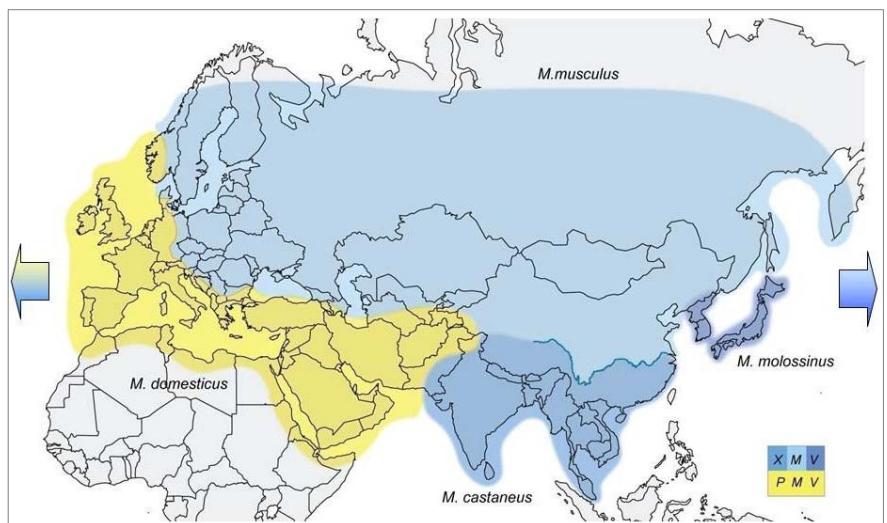 M.musculus
M. molossinus
M. domesticus
X M V
P M V
M. castaneus